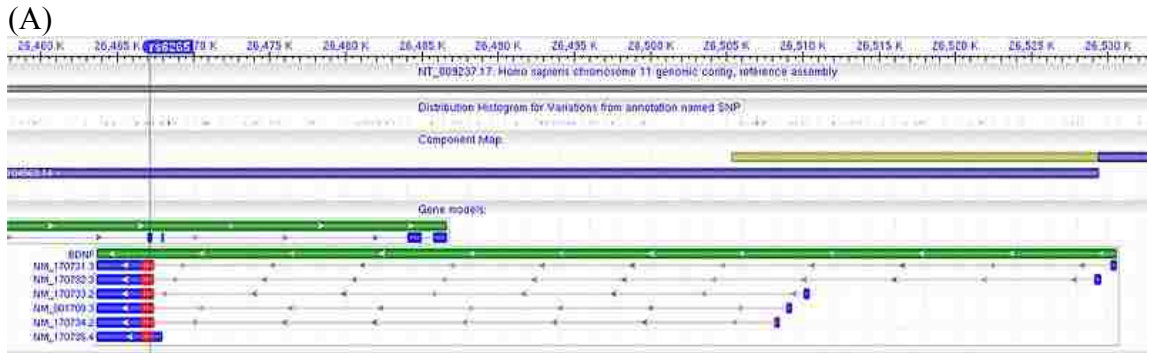 (A)
26,460 K 26,465 K rs6265 70 K 26,475 K 26,480 K 26,485 K 26,490 K 26,495 K 26,500 K 26,505 K 26,510 K 26,515 K 26,520 K 26,525 K 26,530 K
NT_009237.17: Homo sapiens chromosome 11 genomic contig, reference assembly
Distribution Histogram for Variations from annotation named SNP
Component Map
Gene models:
BDNF
NM_170731.3
NM_170732.3
NM_170733.2
NM_001709.3
NM_170734.2
NM_170735.4